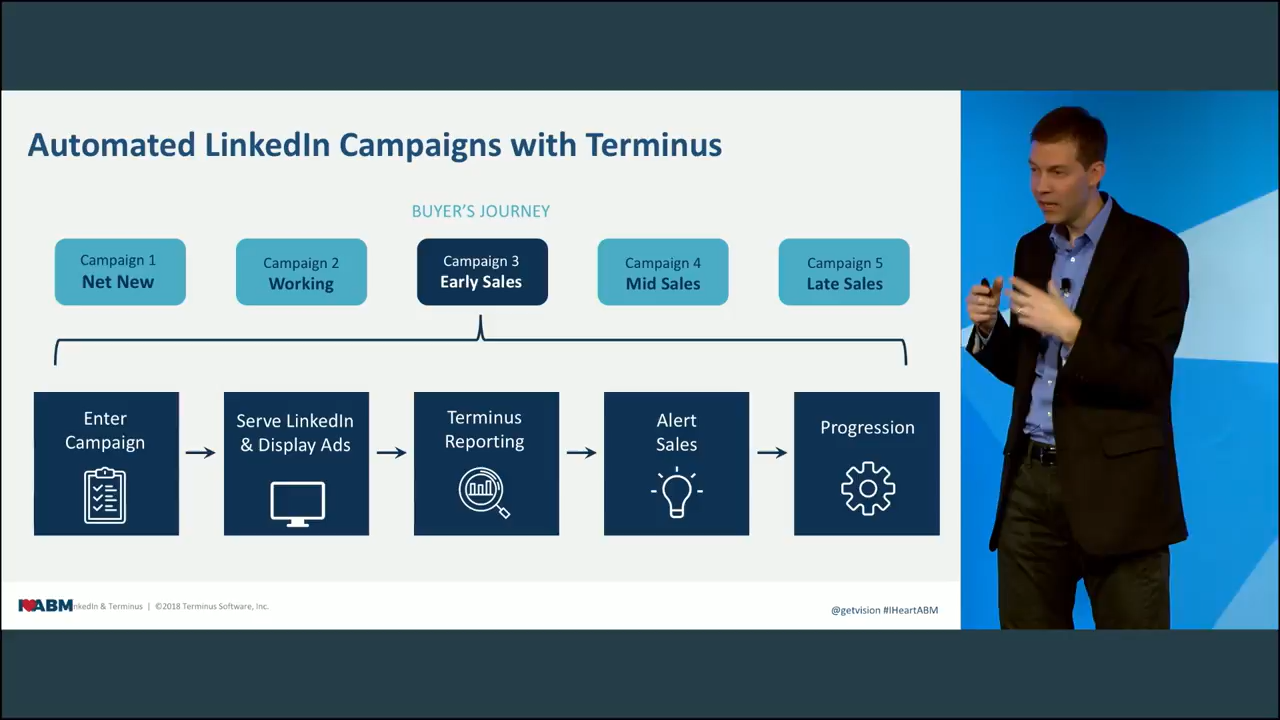 Automated LinkedIn Campaigns with Terminus
BUYER'S JOURNEY
Campaign 1
Net New
Campaign 2
Working
Campaign 3
Early Sales
Campaign 4
Mid Sales
Campaign 5
Late Sales
Enter
Campaign
Serve LinkedIn
& Display Ads
Terminus
Reporting
Alert
Sales
Progression
I ABM nkedIn & Terminus | ©2018 Terminus Software, Inc.
@getvision #IHeartABM